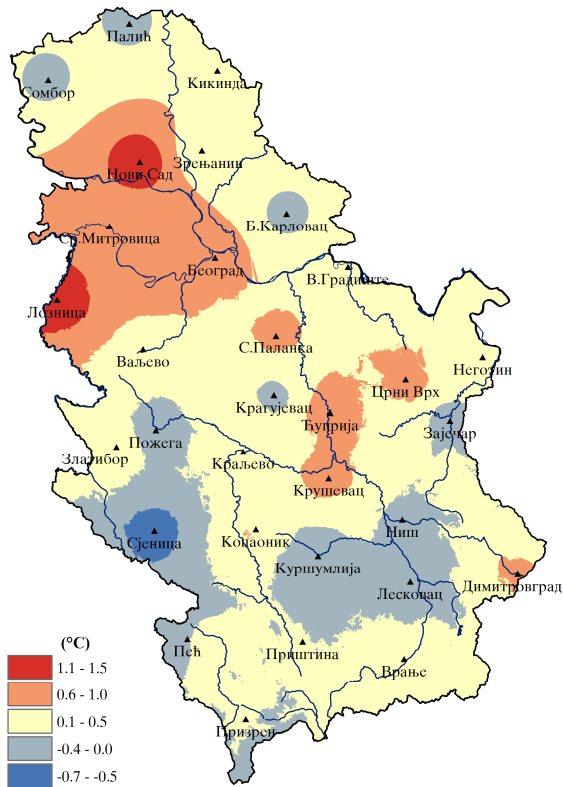 Палић
Сомбор
Кикинда
Зрењанин
Нови Сад
Б.Карловац
Ср.Митровица
Београд
В.Градиште
Лозница
С.Паланка
Ваљево
Неготин
Црни Врх
Крагујевац
Ћуприја
Зајечар
Пожега
Златибор
Краљево
Крушевац
Ниш
Сјеница
Копаоник
Куршумлија
Димитровград
Лесковац
Пећ
Приштина
Врање
Призрен
(°C)
1.1 - 1.5
0.6 - 1.0
0.1 - 0.5
-0.4 - 0.0
-0.7 - -0.5